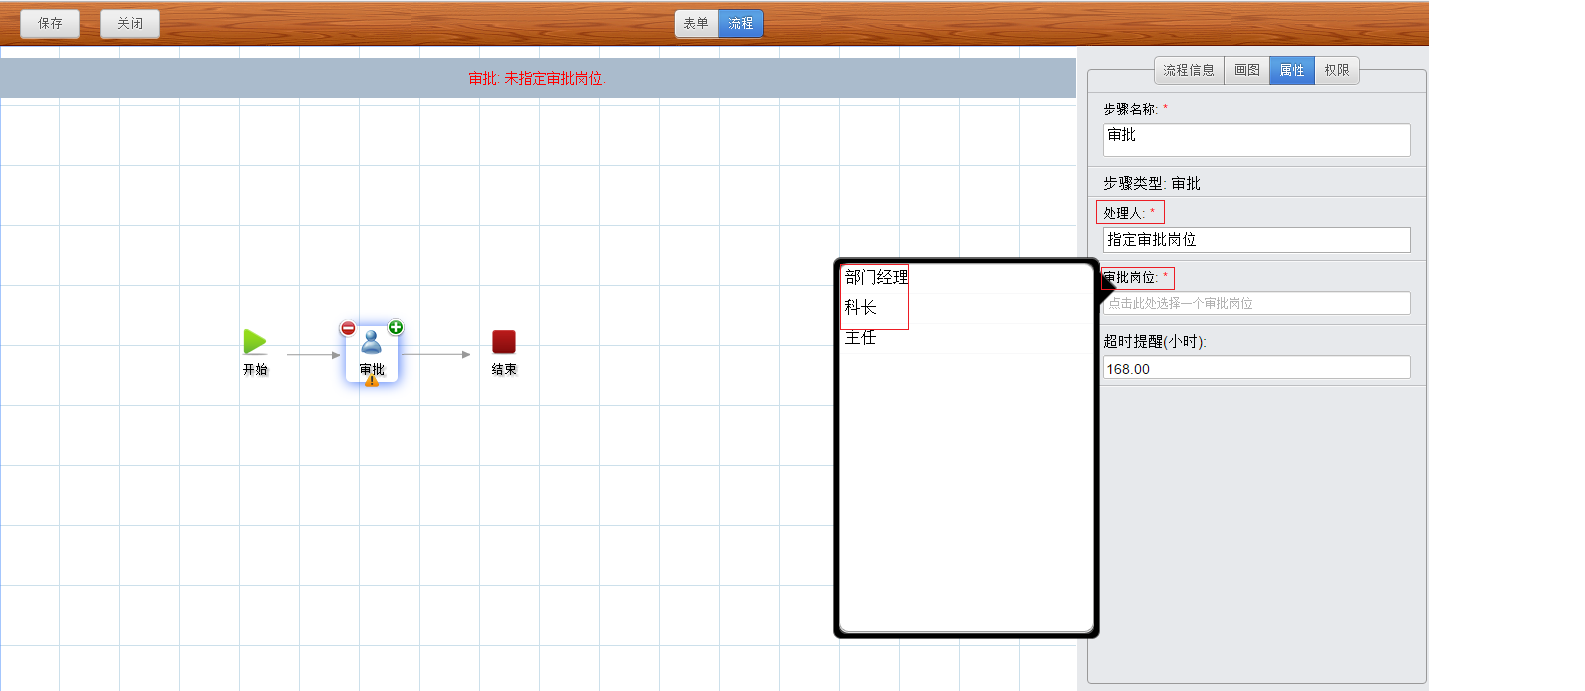 保存
关闭
表单
流程
审批: 未指定审批岗位.
流程信息
画图
属性
权限
步骤名称: *
审批
步骤类型: 审批
处理人: *
指定审批岗位
审批岗位: *
点击此处选择一个审批岗位
超时提醒(小时):
168.00
部门经理
科长
主任
开始
审批
结束